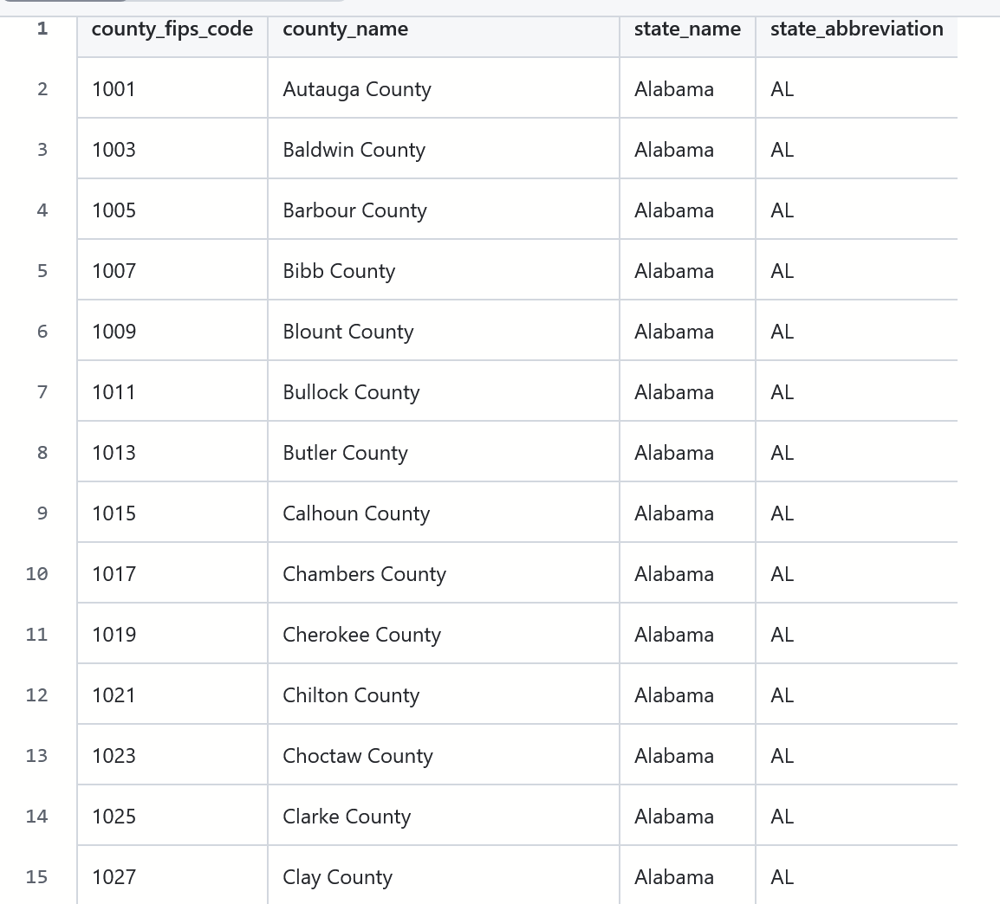 1 county_fips_code county_name state_name state_abbreviation
2 1001 Autauga County Alabama AL
3 1003 Baldwin County Alabama AL
4 1005 Barbour County Alabama AL
5 1007 Bibb County Alabama AL
6 1009 Blount County Alabama AL
7 1011 Bullock County Alabama AL
8 1013 Butler County Alabama AL
9 1015 Calhoun County Alabama AL
10 1017 Chambers County Alabama AL
11 1019 Cherokee County Alabama AL
12 1021 Chilton County Alabama AL
13 1023 Choctaw County Alabama AL
14 1025 Clarke County Alabama AL
15 1027 Clay County Alabama AL